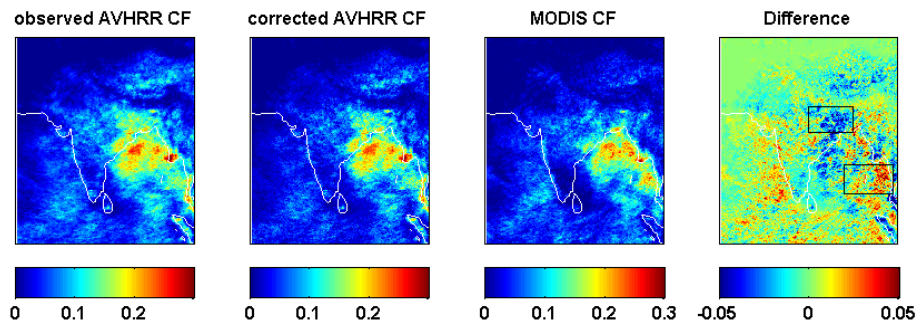 observed AVHRR CF
corrected AVHRR CF
MODIS CF
Difference
0 0.1 0.2
0 0.1 0.2
0 0.1 0.2 0.3
-0.05 0 0.05